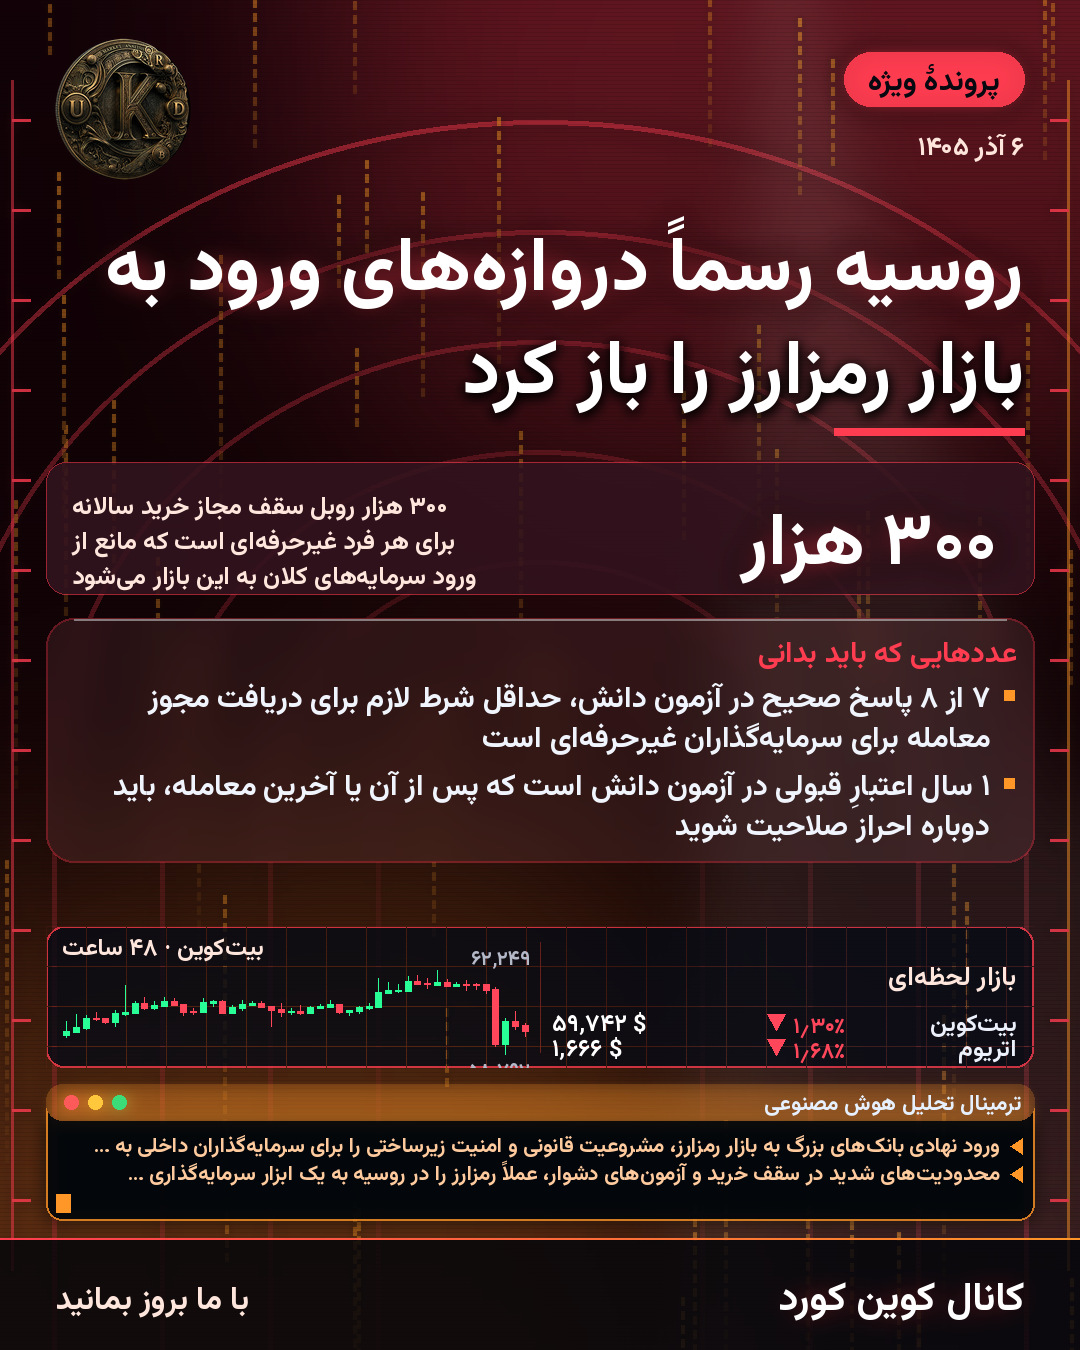 پروندهٔ ویژه
۶ آذر ۱۴۰۵
K U D R B
روسیه رسماً دروازه‌های ورود به
بازار رمزارز را باز کرد
۳۰۰ هزار
۳۰۰ هزار روبل سقف مجاز خرید سالانه
برای هر فرد غیرحرفه‌ای است که مانع از
ورود سرمایه‌های کلان به این بازار می‌شود
عددهایی که باید بدانی
۷ از ۸ پاسخ صحیح در آزمون دانش، حداقل شرط لازم برای دریافت مجوز
معامله برای سرمایه‌گذاران غیرحرفه‌ای است
۱ سال اعتبارِ قبولی در آزمون دانش است که پس از آن یا آخرین معامله، باید
دوباره احراز صلاحیت شوید
بازار لحظه‌ای
بیت‌کوین ۱٫۳۰٪ ۵۹,۷۴۲ $
اتریوم ۱٫۶۸٪ ۱,۶۶۶ $
بیت‌کوین · ۴۸ ساعت
۶۲,۲۴۹
ترمینال تحلیل هوش مصنوعی
ورود نهادی بانک‌های بزرگ به بازار رمزارز، مشروعیت قانونی و امنیت زیرساختی را برای سرمایه‌گذاران داخلی به ...
محدودیت‌های شدید در سقف خرید و آزمون‌های دشوار، عملاً رمزارز را در روسیه به یک ابزار سرمایه‌گذاری ...
کانال کوین کورد
با ما بروز بمانید